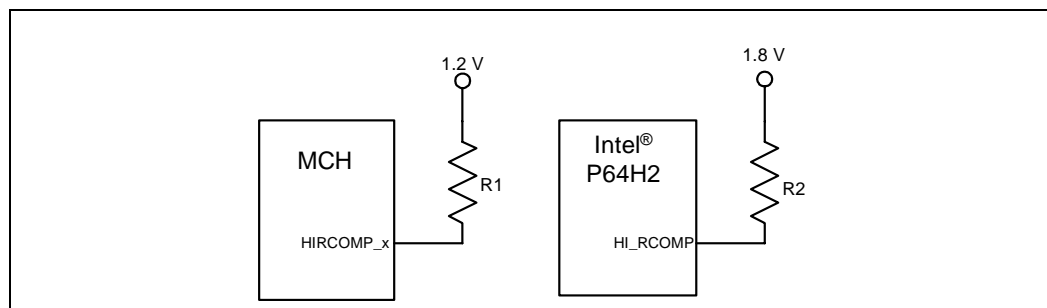 1.2 V
MCH
R1
HIRCOMP_x
1.8 V
Intel®
P64H2
R2
HI_RCOMP